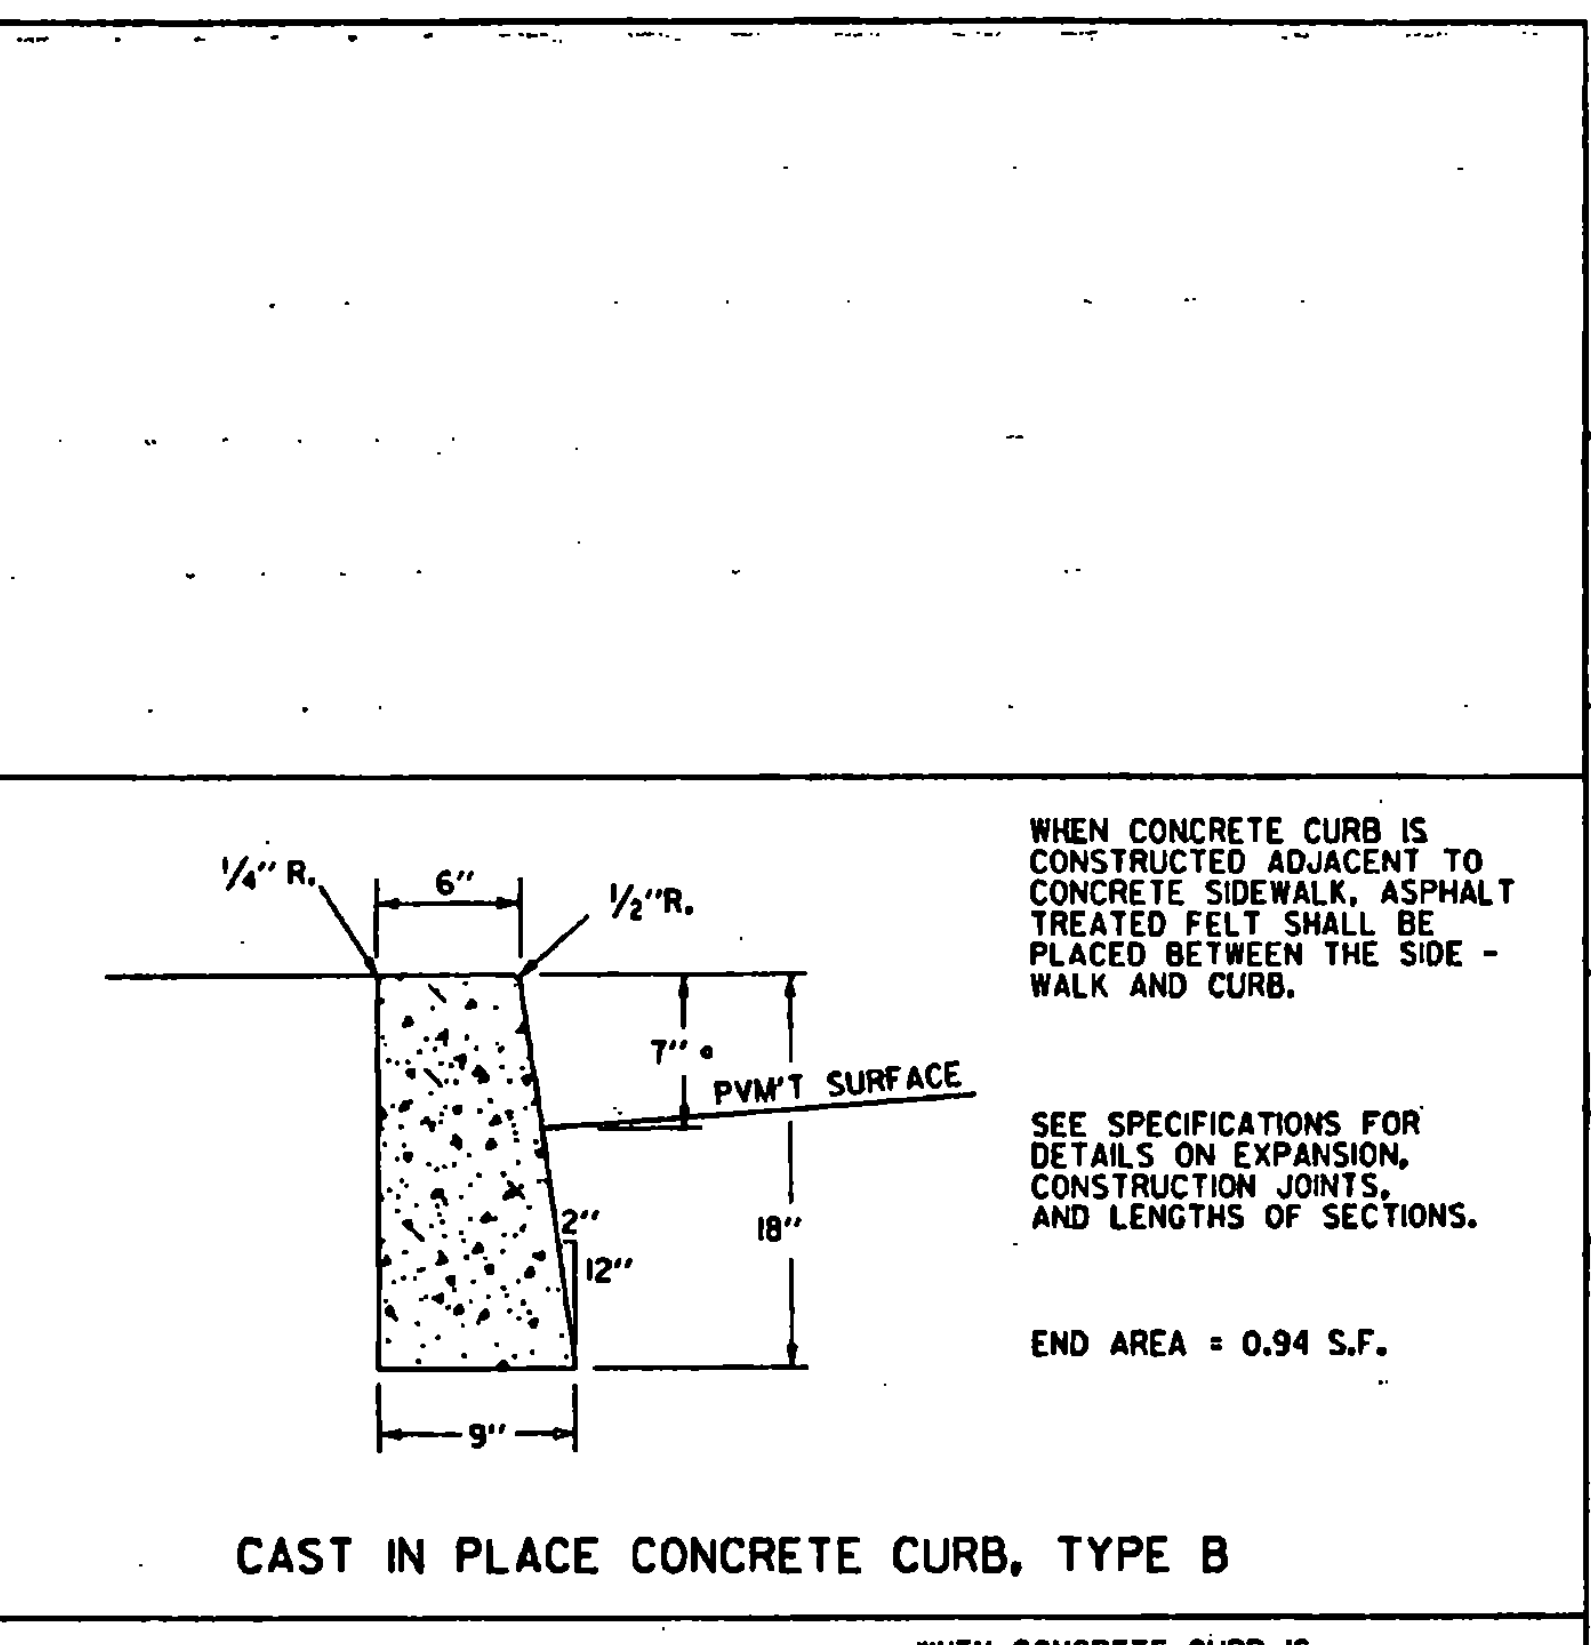 1/4" R.
6"
1/2"R.
7"
PVM'T SURFACE
18"
2"
12"
9"
WHEN CONCRETE CURB IS
CONSTRUCTED ADJACENT TO
CONCRETE SIDEWALK, ASPHALT
TREATED FELT SHALL BE
PLACED BETWEEN THE SIDE -
WALK AND CURB.
SEE SPECIFICATIONS FOR
DETAILS ON EXPANSION,
CONSTRUCTION JOINTS,
AND LENGTHS OF SECTIONS.
END AREA = 0.94 S.F.
CAST IN PLACE CONCRETE CURB, TYPE B